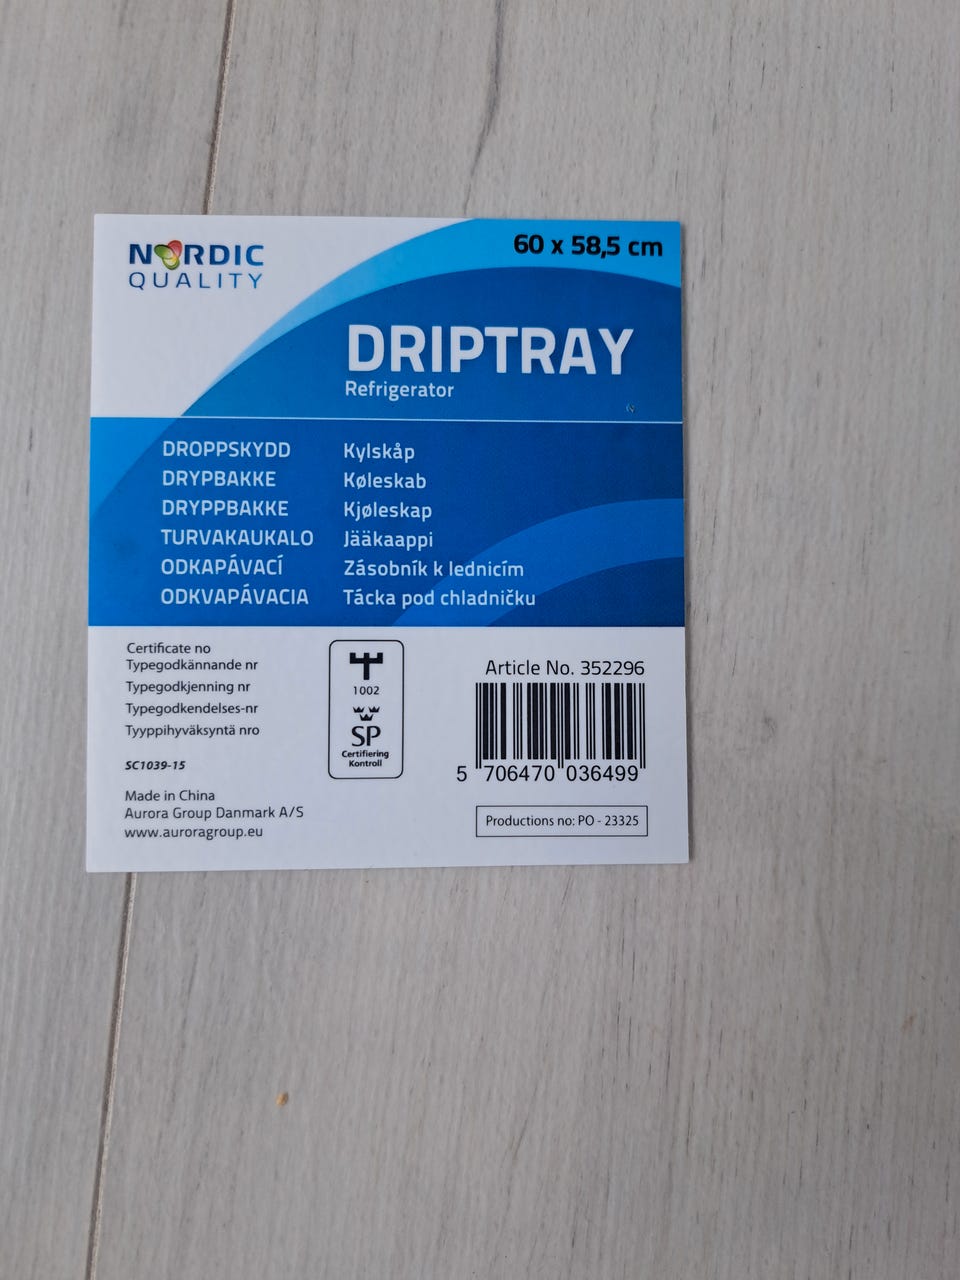 NORDIC
QUALITY
60 x 58,5 cm
DRIPTRAY
Refrigerator
DROPPSKYDD Kylskåp
DRYPBAKKE Køleskab
DRYPPBAKKE Kjøleskap
TURVAKAUKALO Jääkaappi
ODKAPÁVACÍ Zásobník k lednicím
ODKVAPÁVACIA Tácka pod chladničku
Certificate no
Typegodkännande nr
Typegodkjenning nr
Typegodkendelses-nr
Tyyppihyväksyntä nro
SC1039-15
Made in China
Aurora Group Danmark A/S
www.auroragroup.eu
1002
SP
Certifiering
Kontroll
Article No. 352296
5 706470 036499
Productions no: PO - 23325